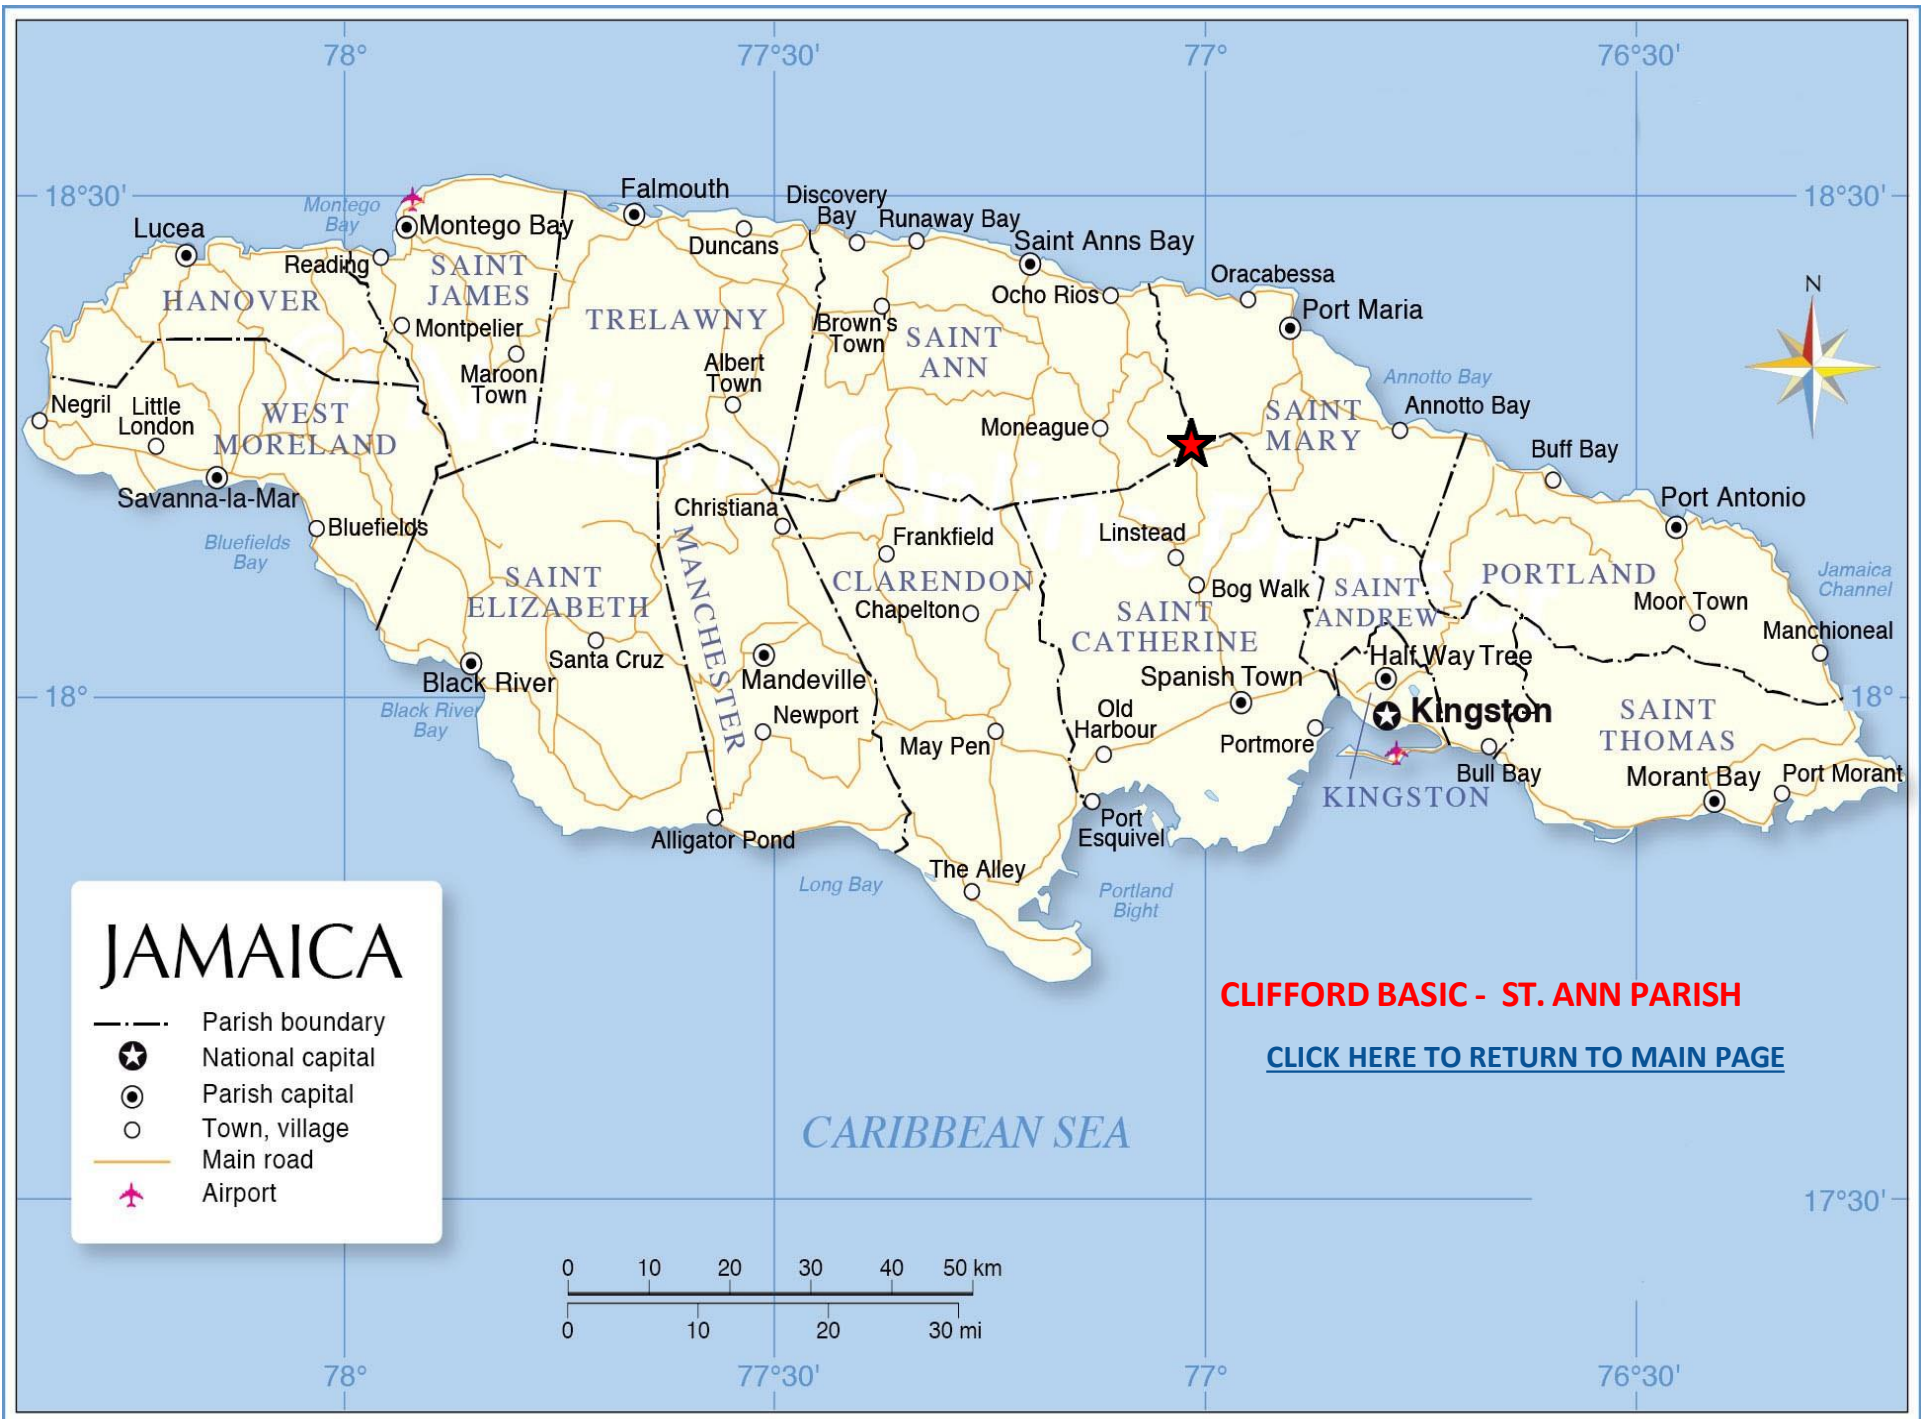 78°
77°30'
77°
76°30'
18°30'
18°30'
Montego
Bay
Lucea
Montego Bay
Falmouth
Discovery
Bay
Runaway Bay
Duncans
Saint Anns Bay
Reading
SAINT
JAMES
HANOVER
Oracabessa
Ocho Rios
Port Maria
N
Montpelier
TRELAWNY
Brown's
Town
SAINT
ANN
Maroon
Town
Albert
Town
Annotto Bay
Annotto Bay
Negril
Little
London
WEST
MORELAND
Moneague
SAINT
MARY
Buff Bay
Savanna-la-Mar
Christiana
Port Antonio
Bluefields
Bluefields
Bay
Frankfield
Linstead
MANCHESTER
SAINT
ELIZABETH
CLARENDON
Chapelton
Bog Walk
SAINT
ANDREW
PORTLAND
Jamaica
Channel
Moor Town
SAINT
CATHERINE
Manchioneal
Santa Cruz
Half Way Tree
Black River
Mandeville
Spanish Town
18°
18°
Black River
Bay
Newport
Old
Harbour
Kingston
SAINT
THOMAS
May Pen
Portmore
Bull Bay
Morant Bay
Port Morant
KINGSTON
Alligator Pond
Port
Esquivel
The Alley
Long Bay
Portland
Bight
JAMAICA
Parish boundary
National capital
Parish capital
Town, village
Main road
Airport
CLIFFORD BASIC - ST. ANN PARISH
CLICK HERE TO RETURN TO MAIN PAGE
CARIBBEAN SEA
17°30'
0 10 20 30 40 50 km
0 10 20 30 mi
78°
77°30'
77°
76°30'